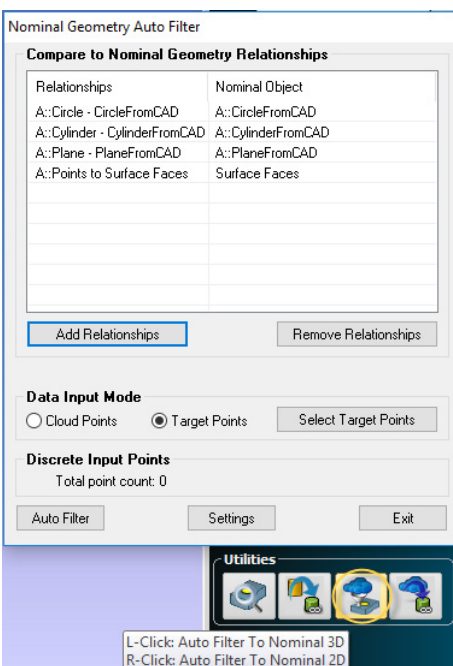 Nominal Geometry Auto Filter
Compare to Nominal Geometry Relationships
Relationships Nominal Object
A::Circle - CircleFromCAD A::CircleFromCAD
A::Cylinder - CylinderFromCAD A::CylinderFromCAD
A::Plane - PlaneFromCAD A::PlaneFromCAD
A::Points to Surface Faces Surface Faces
Add Relationships Remove Relationships
Data Input Mode
Cloud Points Target Points Select Target Points
Discrete Input Points
Total point count: 0
Auto Filter Settings Exit
Utilities
L-Click: Auto Filter To Nominal 3D
R-Click: Auto Filter To Nominal 2D